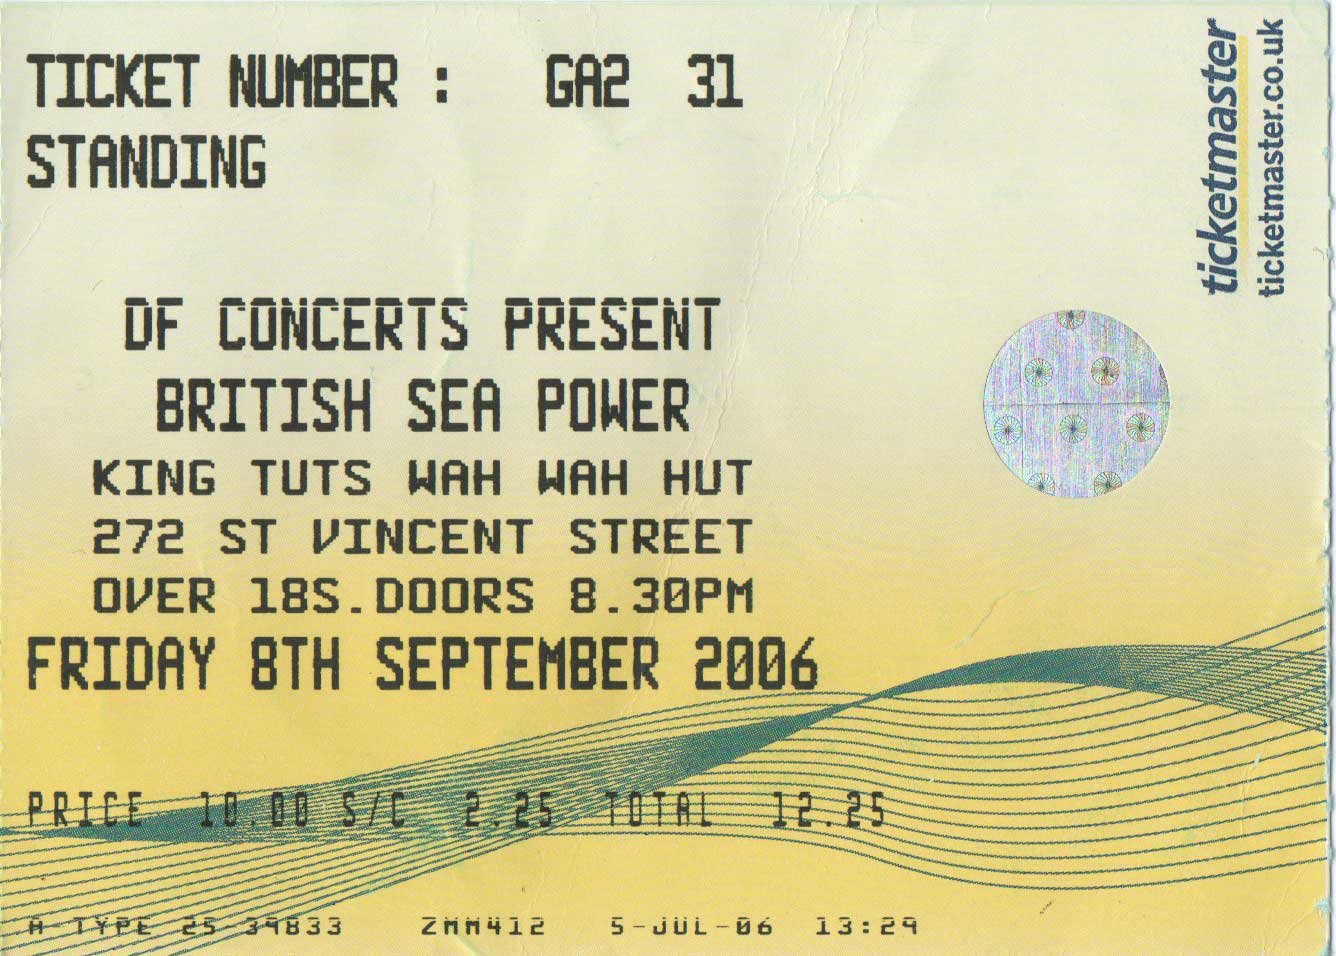 TICKET NUMBER : GA2 31
STANDING
DF CONCERTS PRESENT
BRITISH SEA POWER
KING TUTS WAH WAH HUT
272 ST VINCENT STREET
OVER 18S.DOORS 8.30PM
FRIDAY 8TH SEPTEMBER 2006
PRICE 10.00 S/C 2.25 TOTAL 12.25
A-TYPE 25-39833 ZMM412 5-JUL-06 13:29
ticketmaster
ticketmaster.co.uk